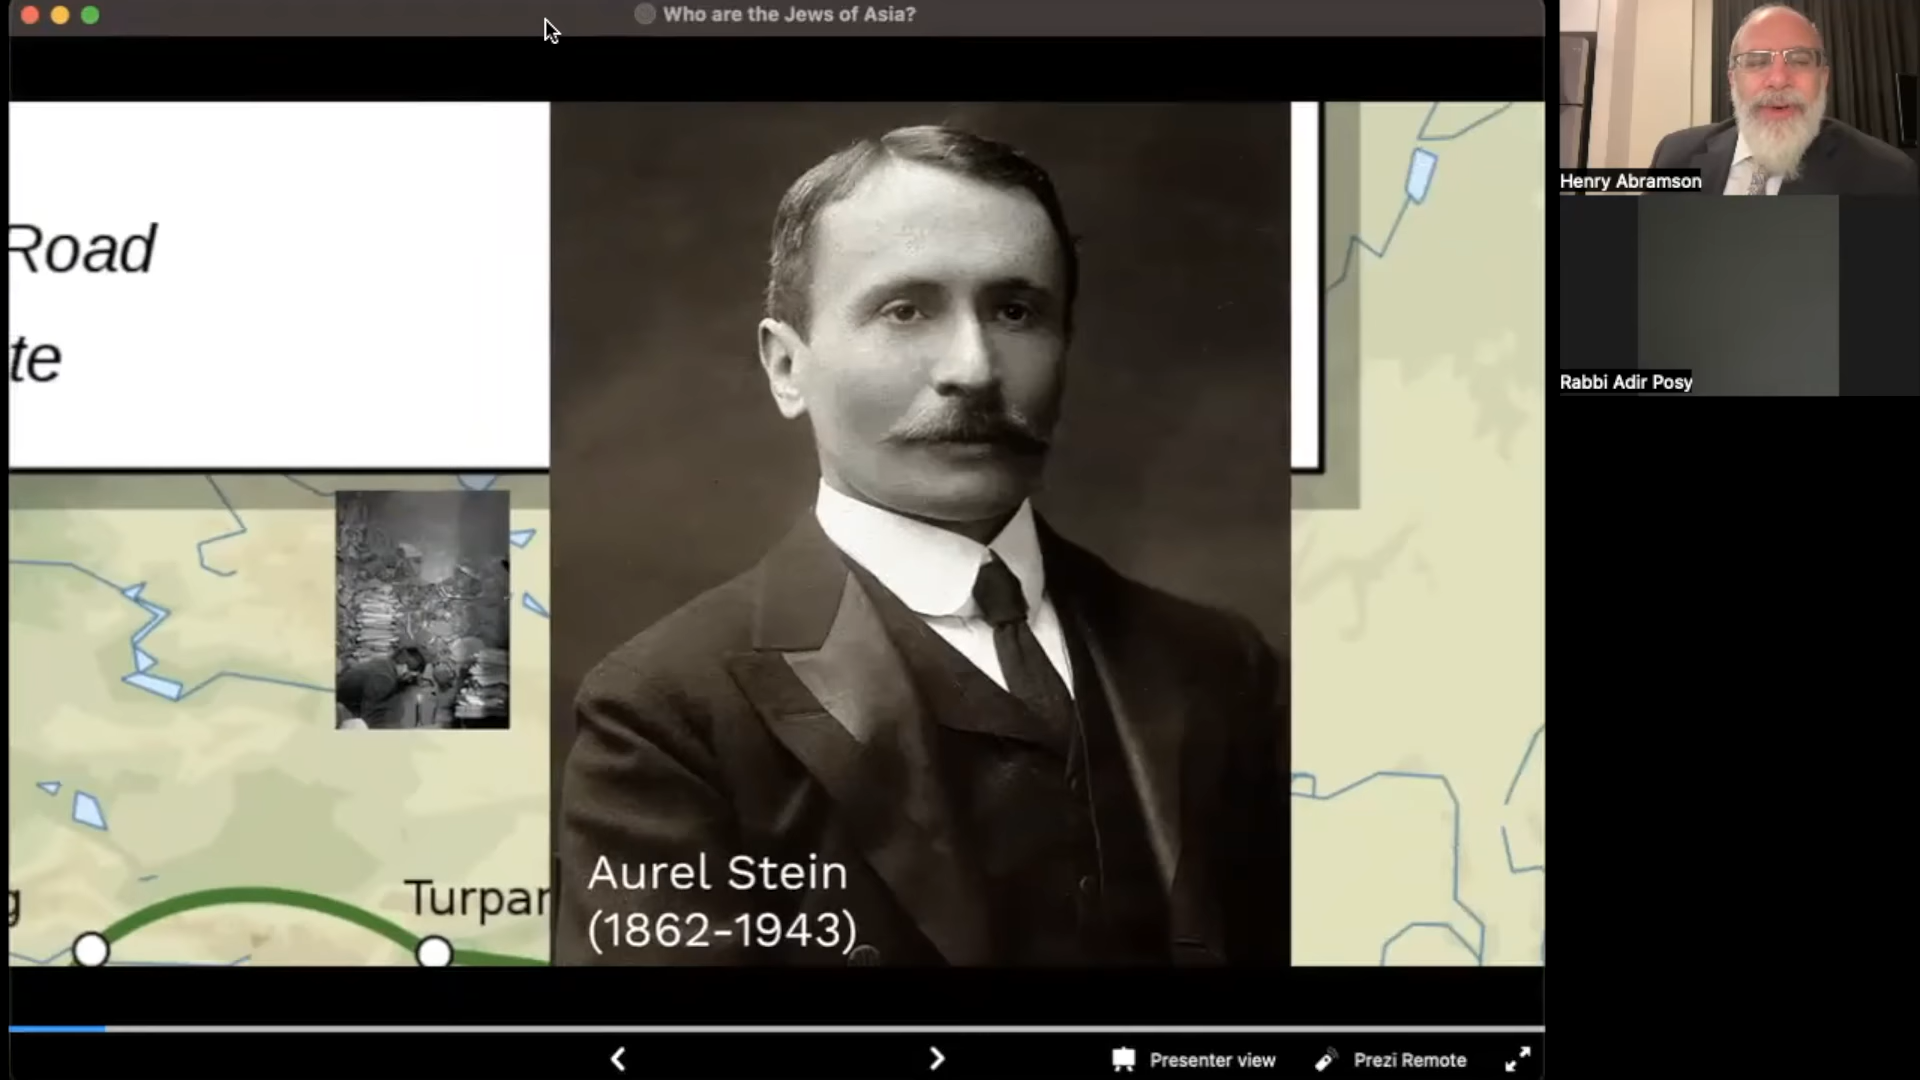 Who are the Jews of Asia?
Road
te
Aurel Stein
(1862-1943)
g
Turpan
Henry Abramson
Rabbi Adir Posy
Presenter view
Prezi Remote